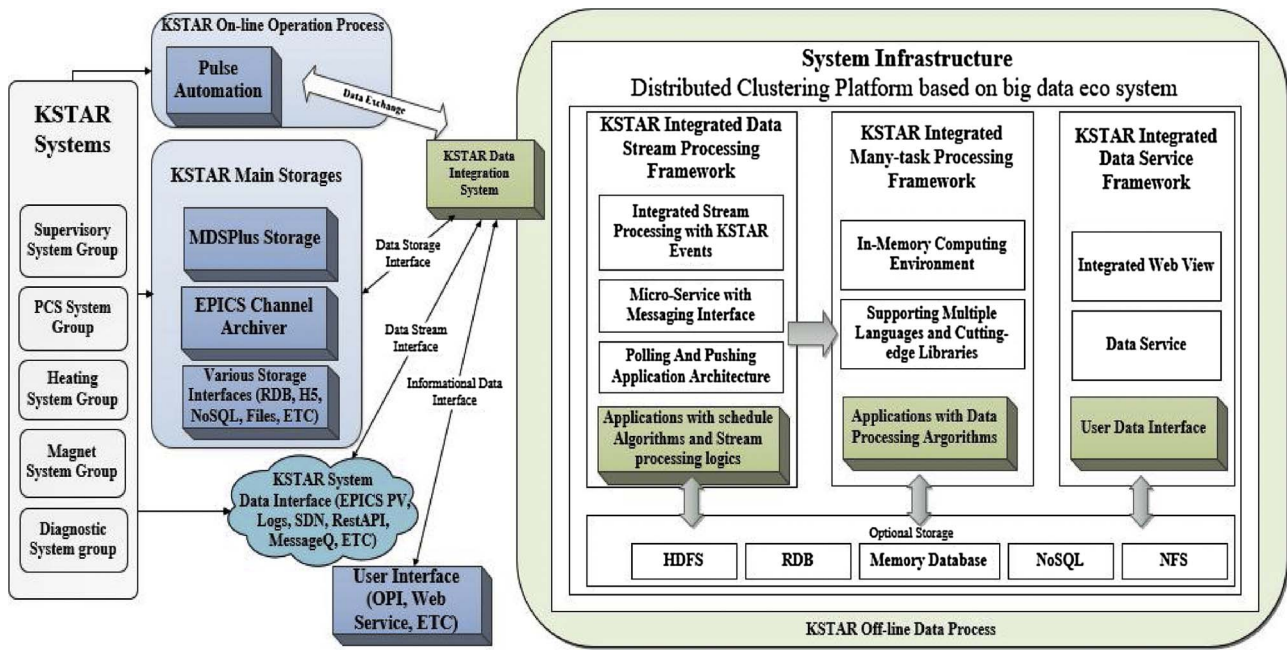 KSTAR On-line Operation Process
Pulse
Automation
Data Exchange
KSTAR
Systems
Supervisory
System Group
PCS System
Group
Heating
System Group
Magnet
System Group
Diagnostic
System group
KSTAR Main Storages
MDSPlus Storage
EPICS Channel
Archiver
Various Storage
Interfaces (RDB, H5,
NoSQL, Files, ETC)
KSTAR Data
Integration
System
Data Storage
Interface
Data Stream
Interface
Informational Data
Interface
KSTAR System
Data Interface (EPICS PV,
Logs, SDN, RestAPI,
MessageQ, ETC)
User Interface
(OPI, Web
Service, ETC)
System Infrastructure
Distributed Clustering Platform based on big data eco system
KSTAR Integrated Data
Stream Processing
Framework
Integrated Stream
Processing with KSTAR
Events
Micro-Service with
Messaging Interface
Polling And Pushing
Application Architecture
Applications with schedule
Algorithms and Stream
processing logics
KSTAR Integrated
Many-task Processing
Framework
In-Memory Computing
Environment
Supporting Multiple
Languages and Cutting-
edge Libraries
Applications with Data
Processing Argorithms
KSTAR Integrated
Data Service
Framework
Integrated Web View
Data Service
User Data Interface
Optional Storage
HDFS
RDB
Memory Database
NoSQL
NFS
KSTAR Off-line Data Process